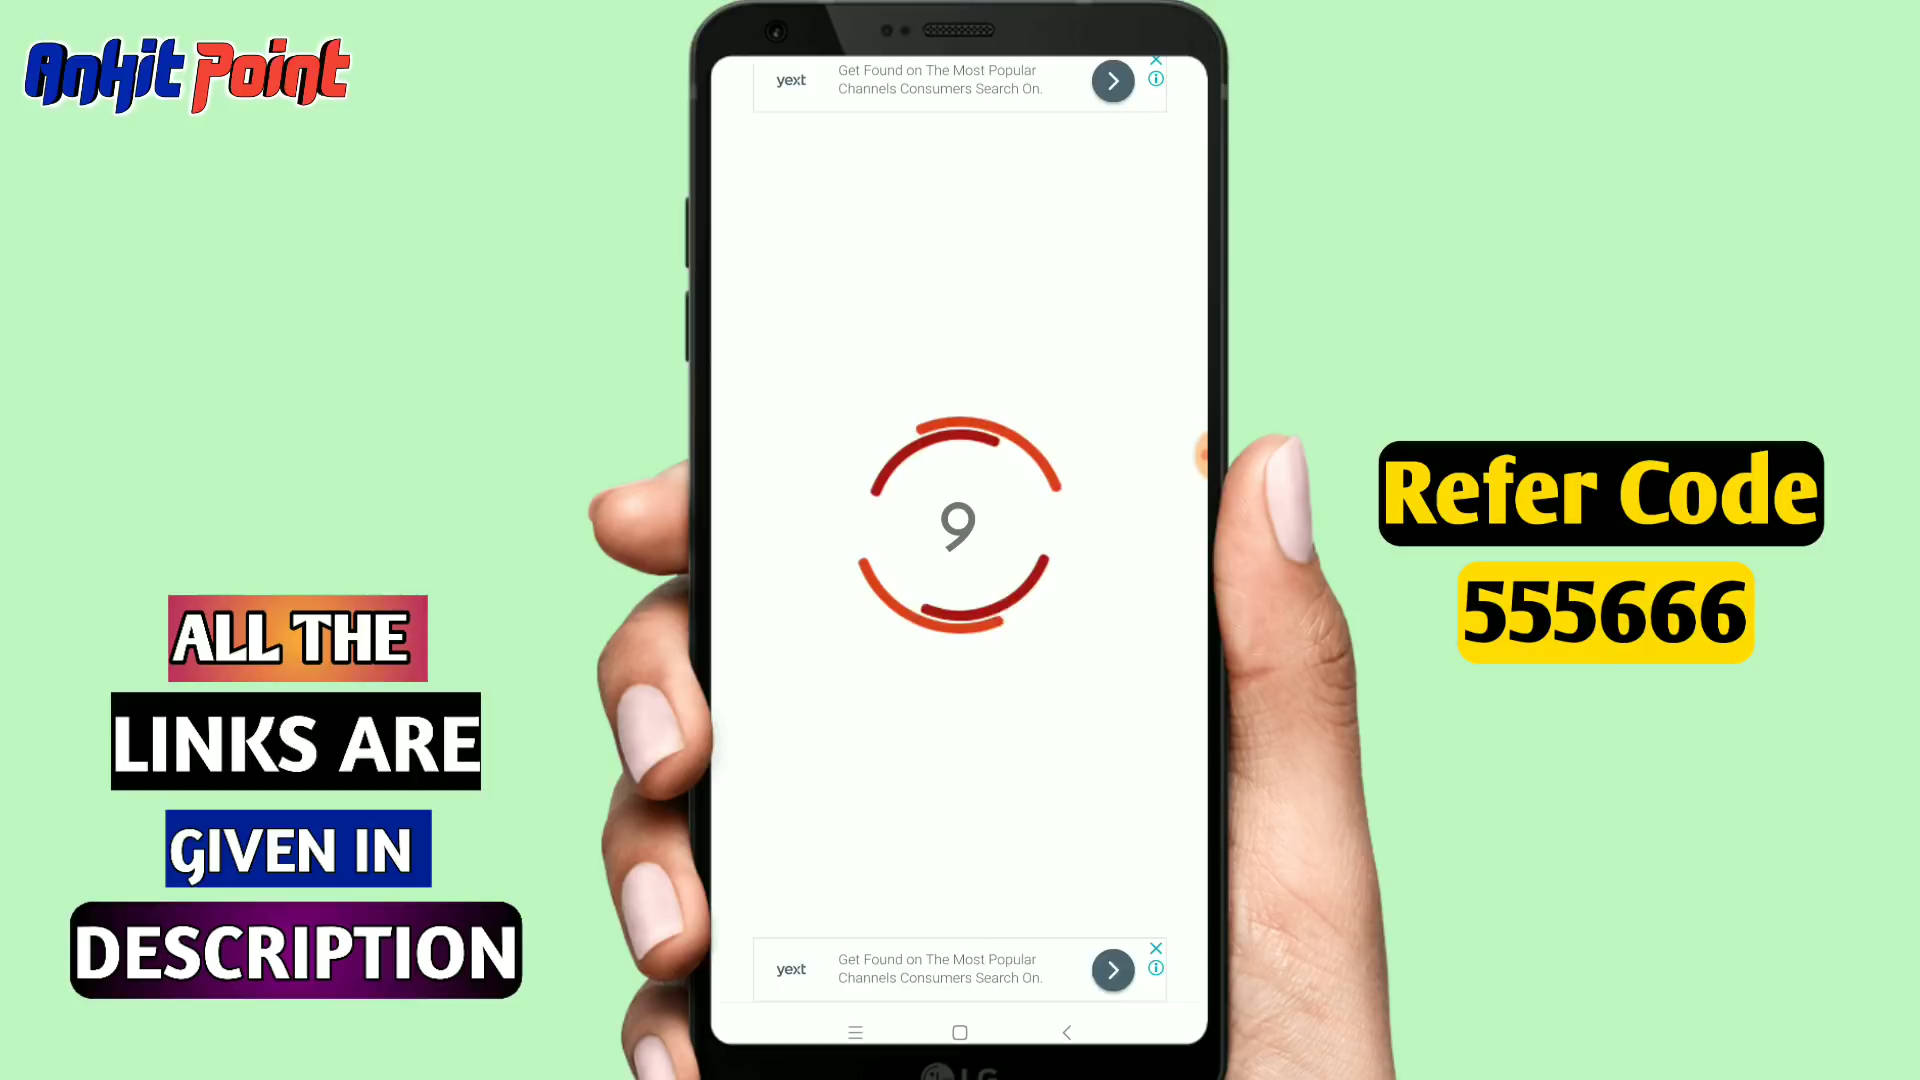 Ankit Point
yext
Get Found on The Most Popular
Channels Consumers Search On.
9
Refer Code
555666
ALL THE
LINKS ARE
GIVEN IN
DESCRIPTION
yext
Get Found on The Most Popular
Channels Consumers Search On.
LG